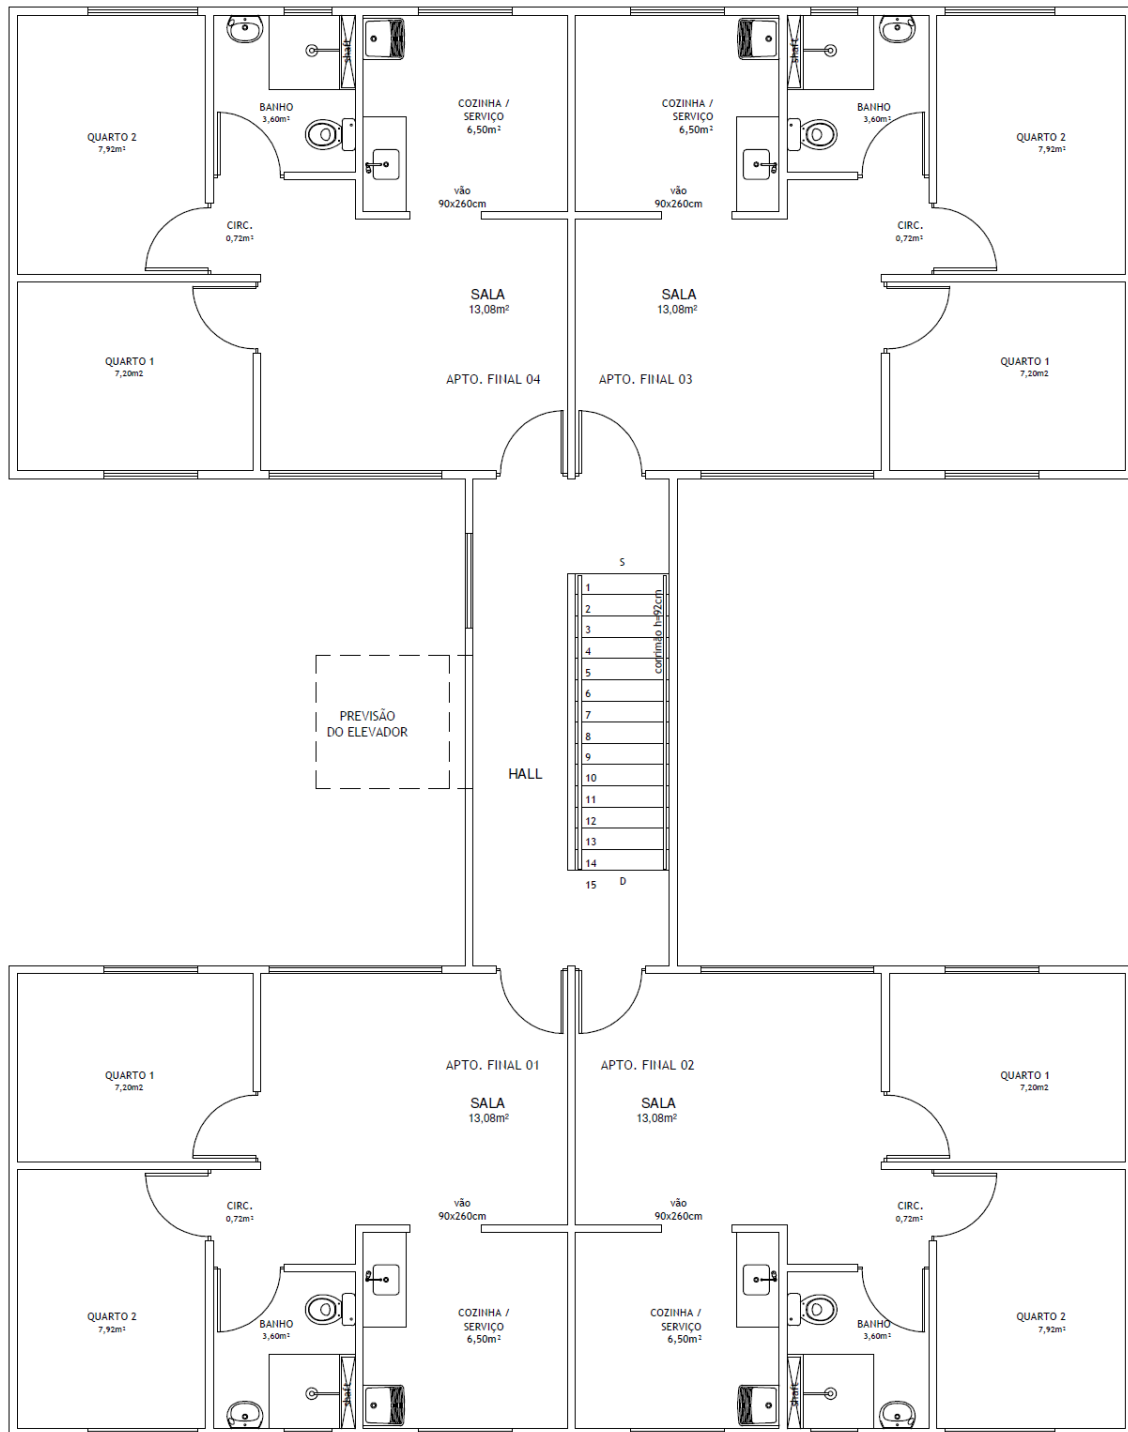 shaft
shaft
BANHO
3,60m²
COZINHA /
SERVIÇO
6,50m²
COZINHA /
SERVIÇO
6,50m²
BANHO
3,60m²
QUARTO 2
7,92m²
QUARTO 2
7,92m²
vão
90x260cm
vão
90x260cm
CIRC.
0,72m²
CIRC.
0,72m²
SALA
13,08m²
SALA
13,08m²
QUARTO 1
7,20m2
QUARTO 1
7,20m2
APTO. FINAL 04
APTO. FINAL 03
S
1
2
3
4
5
6
7
8
9
10
11
12
13
14
15
D
corrimão h=92cm
PREVISÃO
DO ELEVADOR
HALL
APTO. FINAL 01
APTO. FINAL 02
QUARTO 1
7,20m2
QUARTO 1
7,20m2
SALA
13,08m²
SALA
13,08m²
CIRC.
0,72m²
vão
90x260cm
vão
90x260cm
CIRC.
0,72m²
QUARTO 2
7,92m²
BANHO
3,60m²
COZINHA /
SERVIÇO
6,50m²
COZINHA /
SERVIÇO
6,50m²
BANHO
3,60m²
QUARTO 2
7,92m²
shaft
shaft